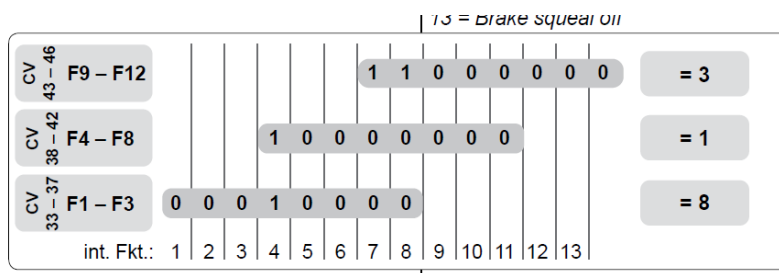 13 = Brake squeal off
CV 43 – 46 F9 – F12 1 1 0 0 0 0 0 0 = 3
CV 38 – 42 F4 – F8 1 0 0 0 0 0 0 0 = 1
CV 33 – 37 F1 – F3 0 0 0 1 0 0 0 0 = 8
int. Fkt.: 1 2 3 4 5 6 7 8 9 10 11 12 13